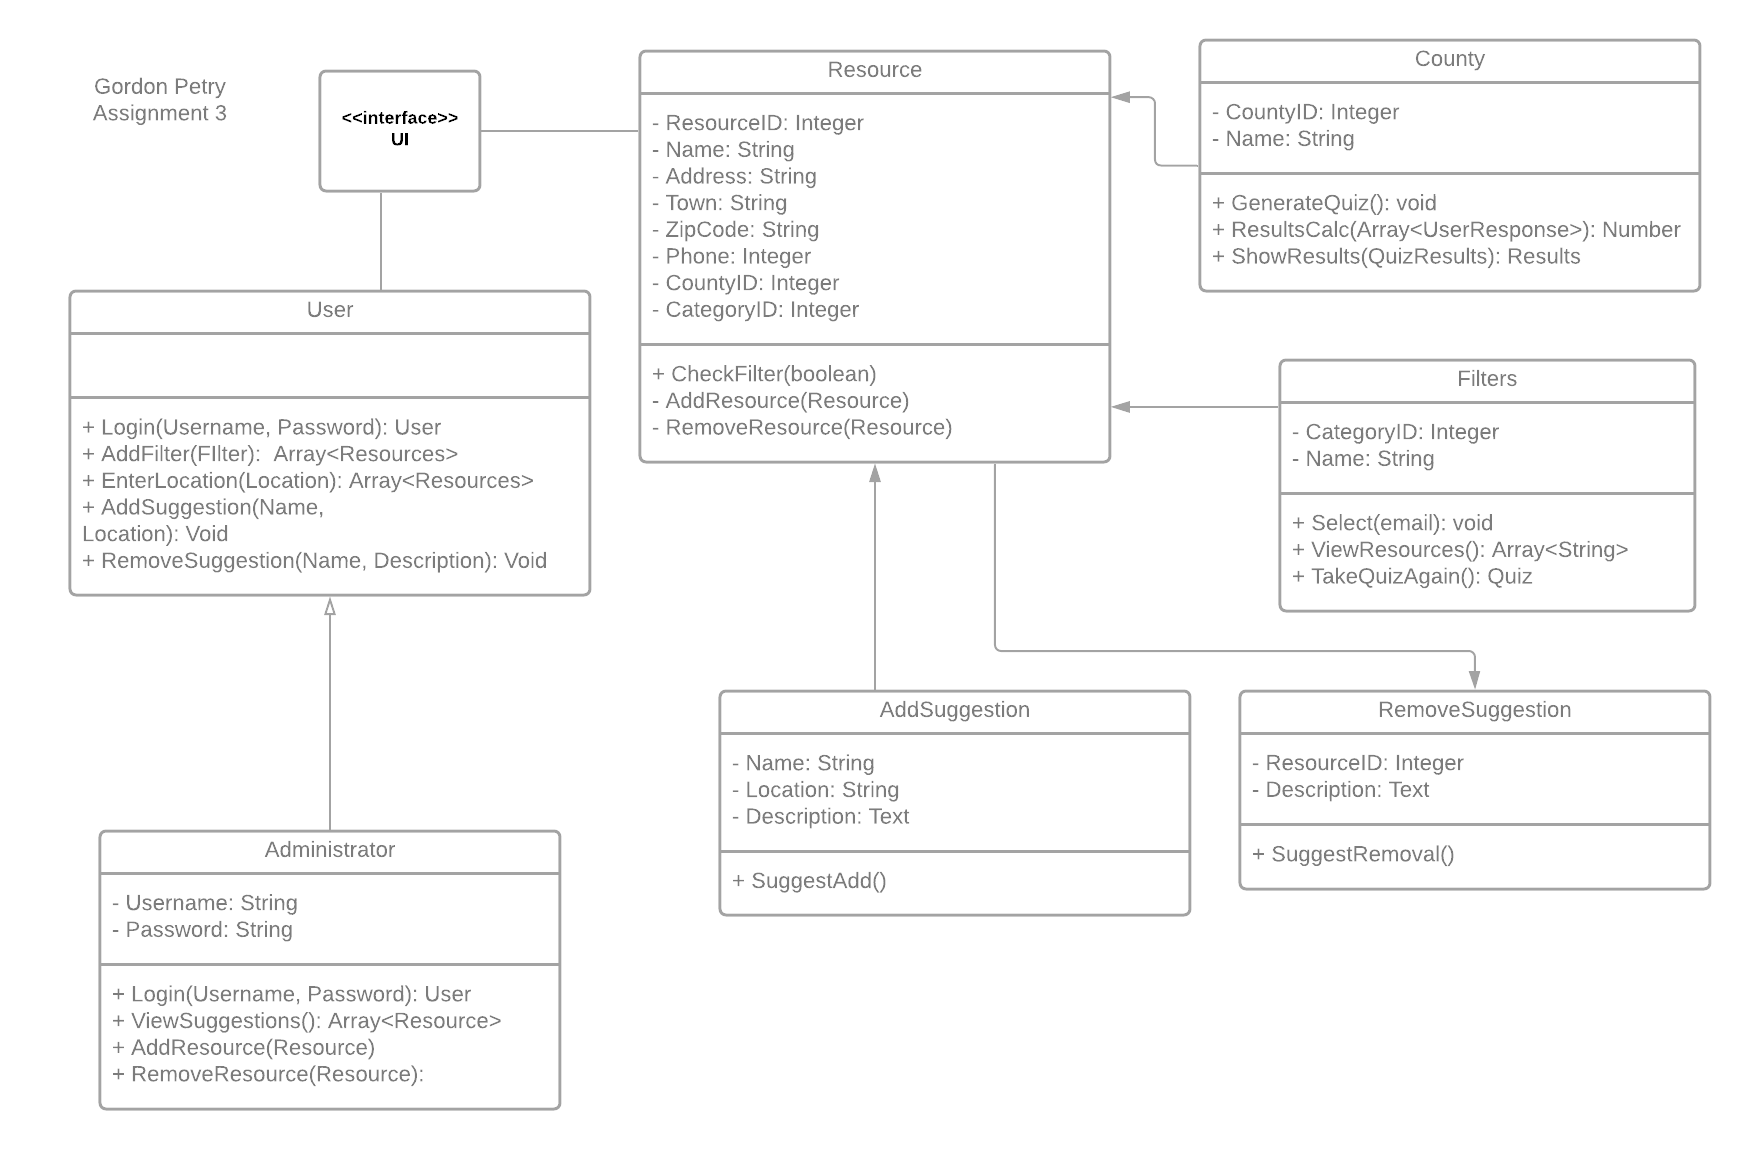 Gordon Petry
Assignment 3
<<interface>>
UI
Resource
- ResourceID: Integer
- Name: String
- Address: String
- Town: String
- ZipCode: String
- Phone: Integer
- CountyID: Integer
- CategoryID: Integer
+ CheckFilter(boolean)
- AddResource(Resource)
- RemoveResource(Resource)
County
- CountyID: Integer
- Name: String
+ GenerateQuiz(): void
+ ResultsCalc(Array<UserResponse>): Number
+ ShowResults(QuizResults): Results
User
+ Login(Username, Password): User
+ AddFilter(FIlter):  Array<Resources>
+ EnterLocation(Location): Array<Resources>
+ AddSuggestion(Name,
Location): Void
+ RemoveSuggestion(Name, Description): Void
Filters
- CategoryID: Integer
- Name: String
+ Select(email): void
+ ViewResources(): Array<String>
+ TakeQuizAgain(): Quiz
AddSuggestion
- Name: String
- Location: String
- Description: Text
+ SuggestAdd()
RemoveSuggestion
- ResourceID: Integer
- Description: Text
+ SuggestRemoval()
Administrator
- Username: String
- Password: String
+ Login(Username, Password): User
+ ViewSuggestions(): Array<Resource>
+ AddResource(Resource)
+ RemoveResource(Resource):